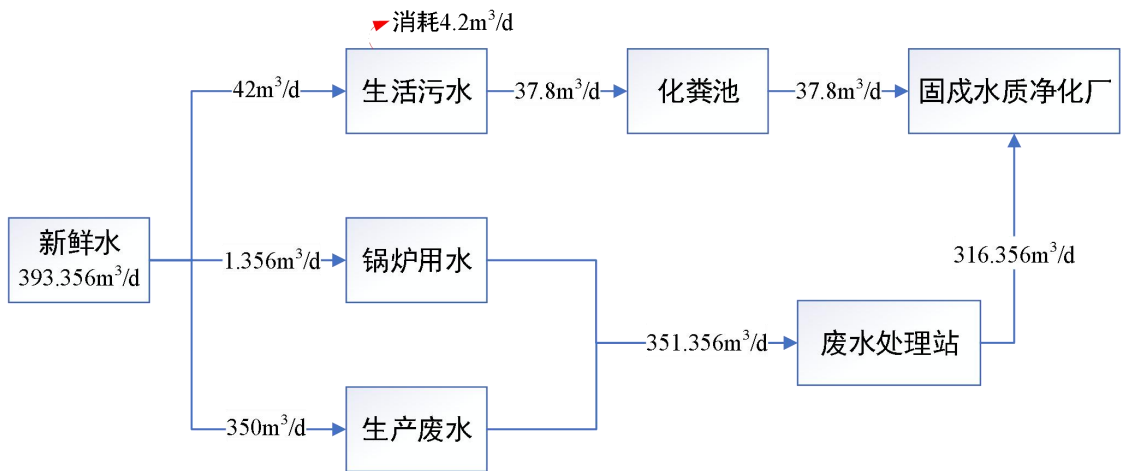 消耗4.2m³/d
42m³/d
生活污水
37.8m³/d
化粪池
37.8m³/d
固戍水质净化厂
新鲜水
393.356m³/d
1.356m³/d
锅炉用水
316.356m³/d
351.356m³/d
废水处理站
350m³/d
生产废水